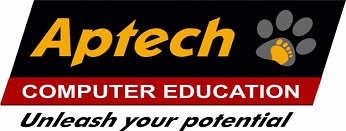 Aptech
COMPUTER EDUCATION
Unleash your potential